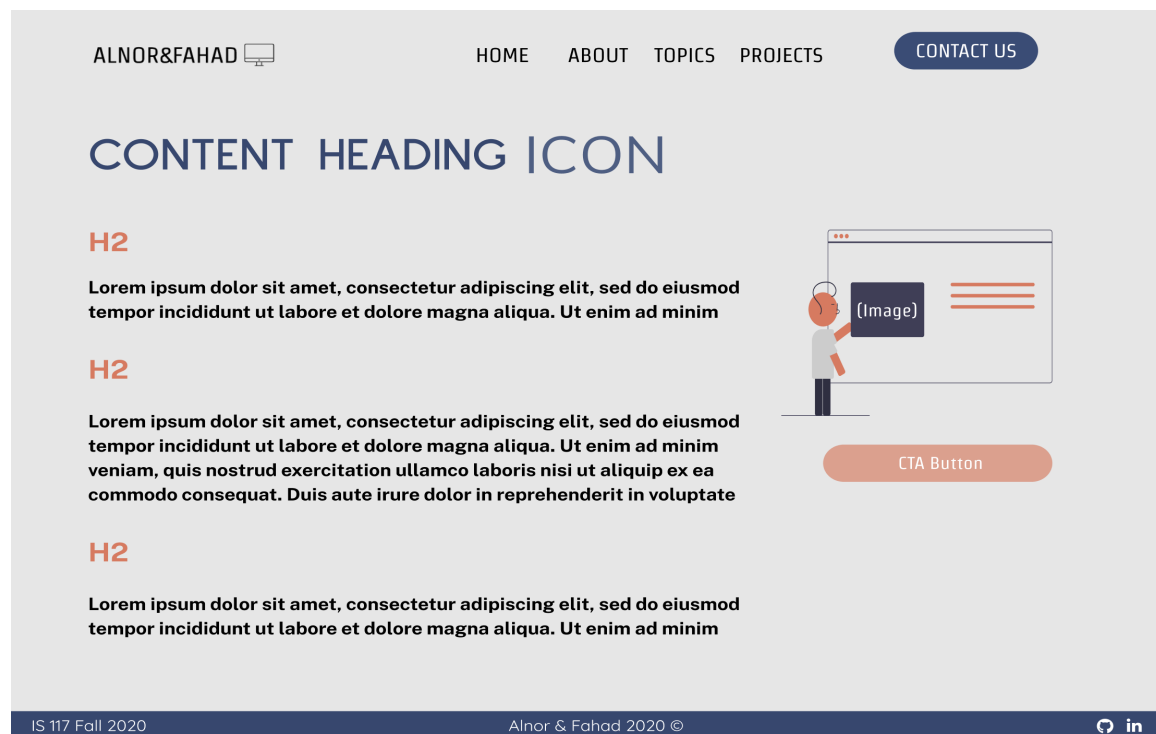 ALNOR&FAHAD
HOME ABOUT TOPICS PROJECTS CONTACT US
CONTENT HEADING ICON
H2
Lorem ipsum dolor sit amet, consectetur adipiscing elit, sed do eiusmod
tempor incididunt ut labore et dolore magna aliqua. Ut enim ad minim
H2
Lorem ipsum dolor sit amet, consectetur adipiscing elit, sed do eiusmod
tempor incididunt ut labore et dolore magna aliqua. Ut enim ad minim
veniam, quis nostrud exercitation ullamco laboris nisi ut aliquip ex ea
commodo consequat. Duis aute irure dolor in reprehenderit in voluptate
H2
Lorem ipsum dolor sit amet, consectetur adipiscing elit, sed do eiusmod
tempor incididunt ut labore et dolore magna aliqua. Ut enim ad minim
(Image)
CTA Button
IS 117 Fall 2020
Alnor & Fahad 2020 ©
in